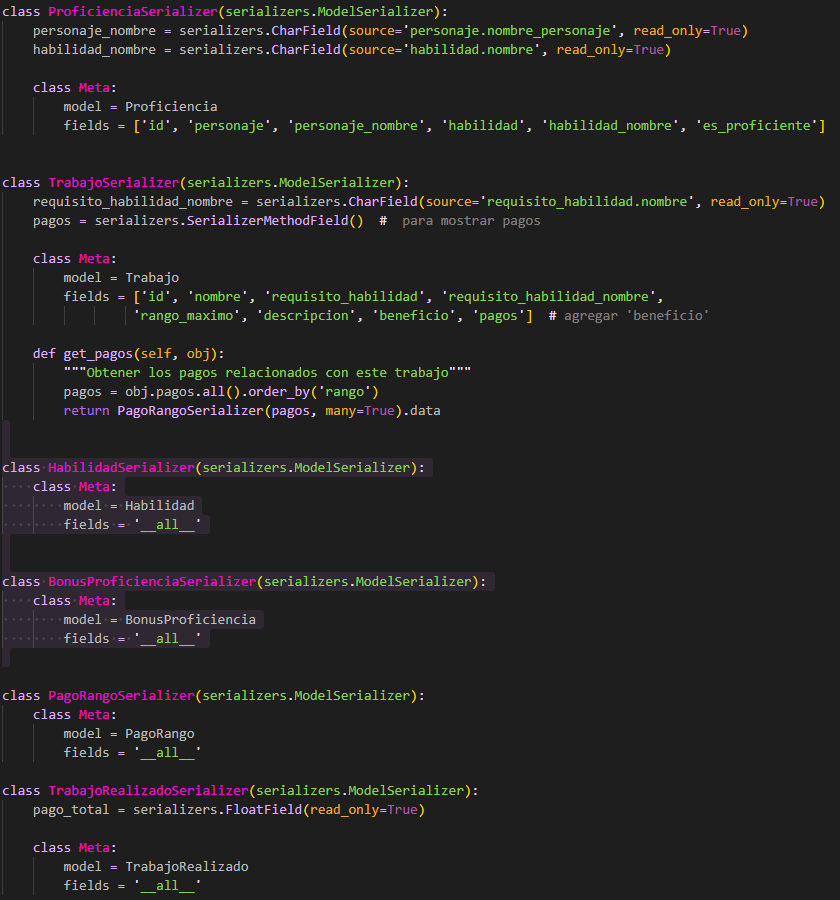 class ProficienciaSerializer(serializers.ModelSerializer):
    personaje_nombre = serializers.CharField(source='personaje.nombre_personaje', read_only=True)
    habilidad_nombre = serializers.CharField(source='habilidad.nombre', read_only=True)

    class Meta:
        model = Proficiencia
        fields = ['id', 'personaje', 'personaje_nombre', 'habilidad', 'habilidad_nombre', 'es_proficiente']


class TrabajoSerializer(serializers.ModelSerializer):
    requisito_habilidad_nombre = serializers.CharField(source='requisito_habilidad.nombre', read_only=True)
    pagos = serializers.SerializerMethodField()  #  para mostrar pagos

    class Meta:
        model = Trabajo
        fields = ['id', 'nombre', 'requisito_habilidad', 'requisito_habilidad_nombre',
                 'rango_maximo', 'descripcion', 'beneficio', 'pagos']  # agregar 'beneficio'

    def get_pagos(self, obj):
        """Obtener los pagos relacionados con este trabajo"""
        pagos = obj.pagos.all().order_by('rango')
        return PagoRangoSerializer(pagos, many=True).data


class HabilidadSerializer(serializers.ModelSerializer):
    class Meta:
        model = Habilidad
        fields = '__all__'


class BonusProficienciaSerializer(serializers.ModelSerializer):
    class Meta:
        model = BonusProficiencia
        fields = '__all__'


class PagoRangoSerializer(serializers.ModelSerializer):
    class Meta:
        model = PagoRango
        fields = '__all__'

class TrabajoRealizadoSerializer(serializers.ModelSerializer):
    pago_total = serializers.FloatField(read_only=True)

    class Meta:
        model = TrabajoRealizado
        fields = '__all__'